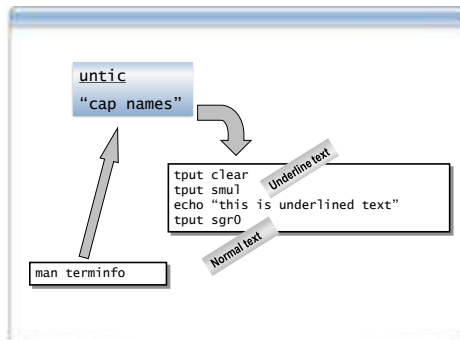 untic
“cap names”
tput clear
tput smul
echo “this is underlined text”
tput sgr0
Underline text
Normal text
man terminfo